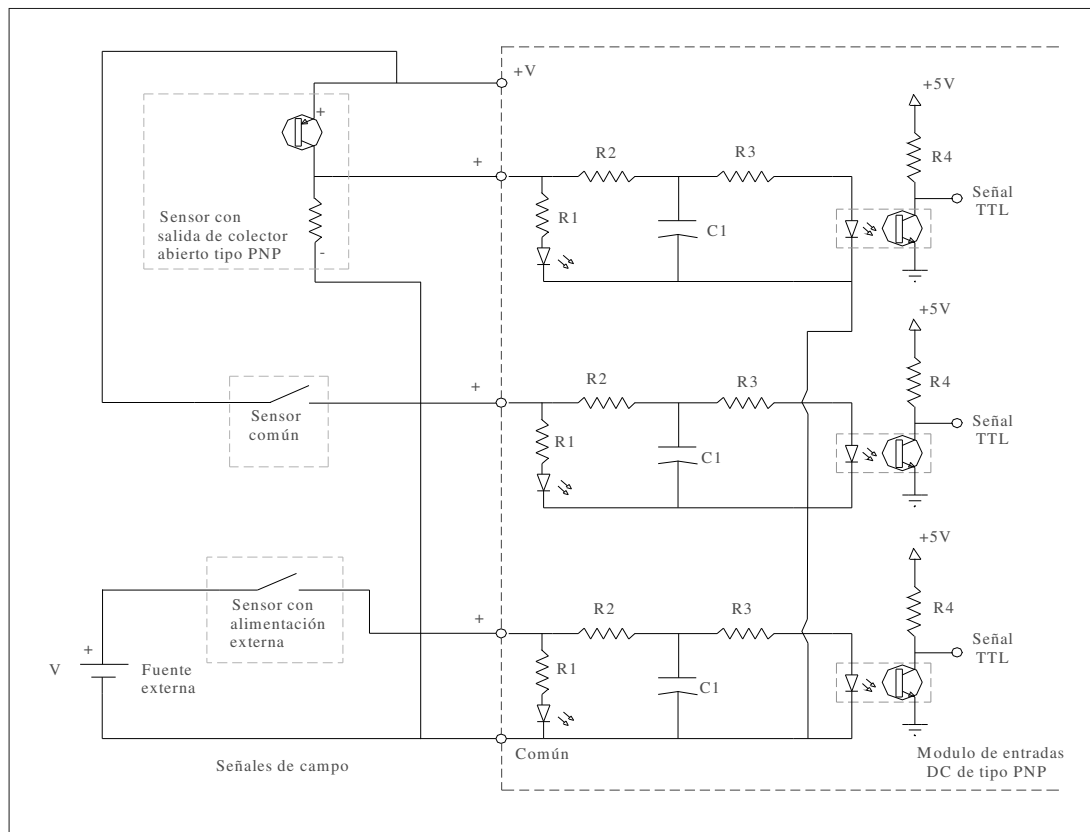 +V
+5V
+
R4
Sensor con
salida de colector
abierto tipo PNP
-
+
R1
R2
C1
R3
Señal
TTL
+5V
R4
Sensor
común
+
R1
R2
C1
R3
Señal
TTL
+5V
R4
Sensor con
alimentación
externa
+
R1
R2
C1
R3
Señal
TTL
V
+
Fuente
externa
Señales de campo
Común
Modulo de entradas
DC de tipo PNP